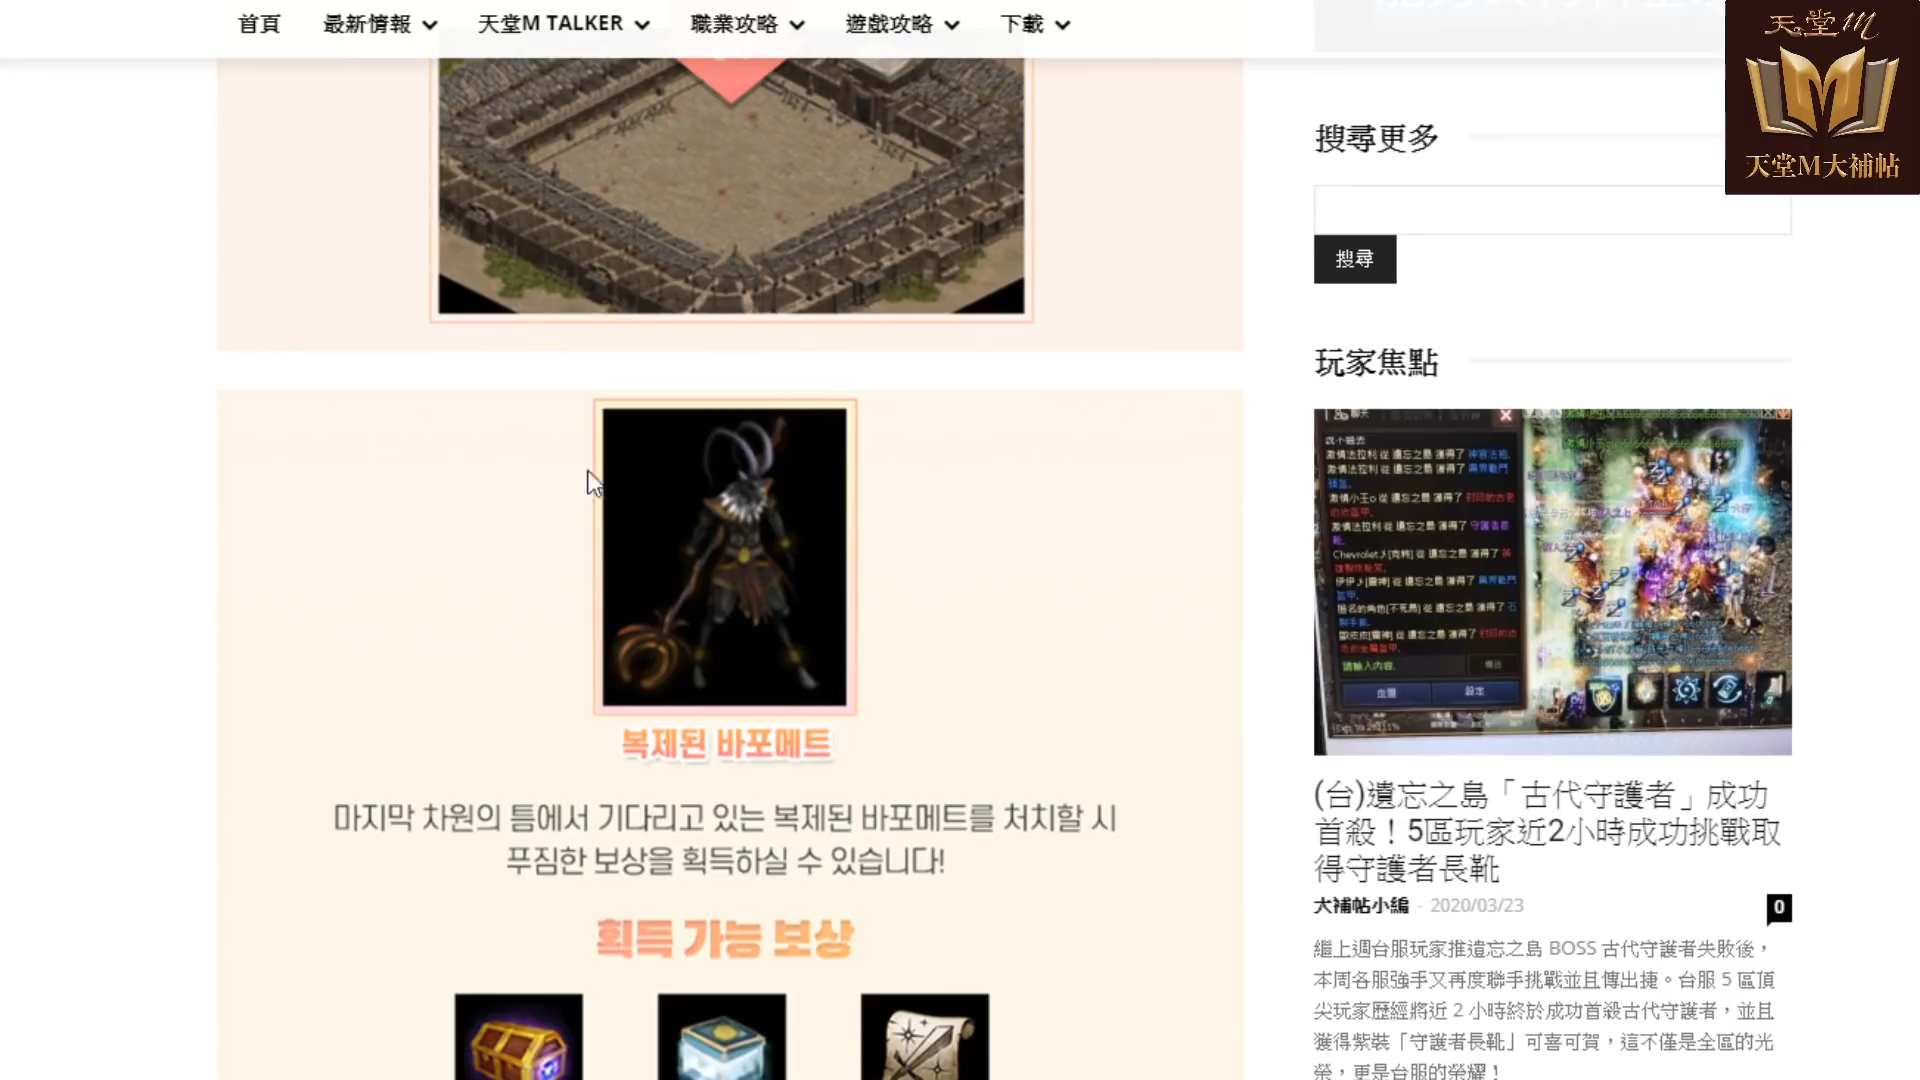 首頁
最新情報
天堂M TALKER
職業攻略
遊戲攻略
下載
天堂M
天堂M大補帖
搜尋更多
搜尋
玩家焦點
복제된 바포메트
마지막 차원의 틈에서 기다리고 있는 복제된 바포메트를 처치할 시
푸짐한 보상을 획득하실 수 있습니다!
획득 가능 보상
請輸入內容.
血盟
設定
(台)遺忘之島「古代守護者」成功
首殺！5區玩家近2小時成功挑戰取
得守護者長靴
大補帖小編 - 2020/03/23
0
繼上週台服玩家推遺忘之島 BOSS 古代守護者失敗後，
本周各服強手又再度聯手挑戰並且傳出捷。台服 5 區頂
尖玩家歷經將近 2 小時終於成功首殺古代守護者，並且
獲得紫裝「守護者長靴」可喜可賀，這不僅是全區的光
榮，更是台服的榮耀！